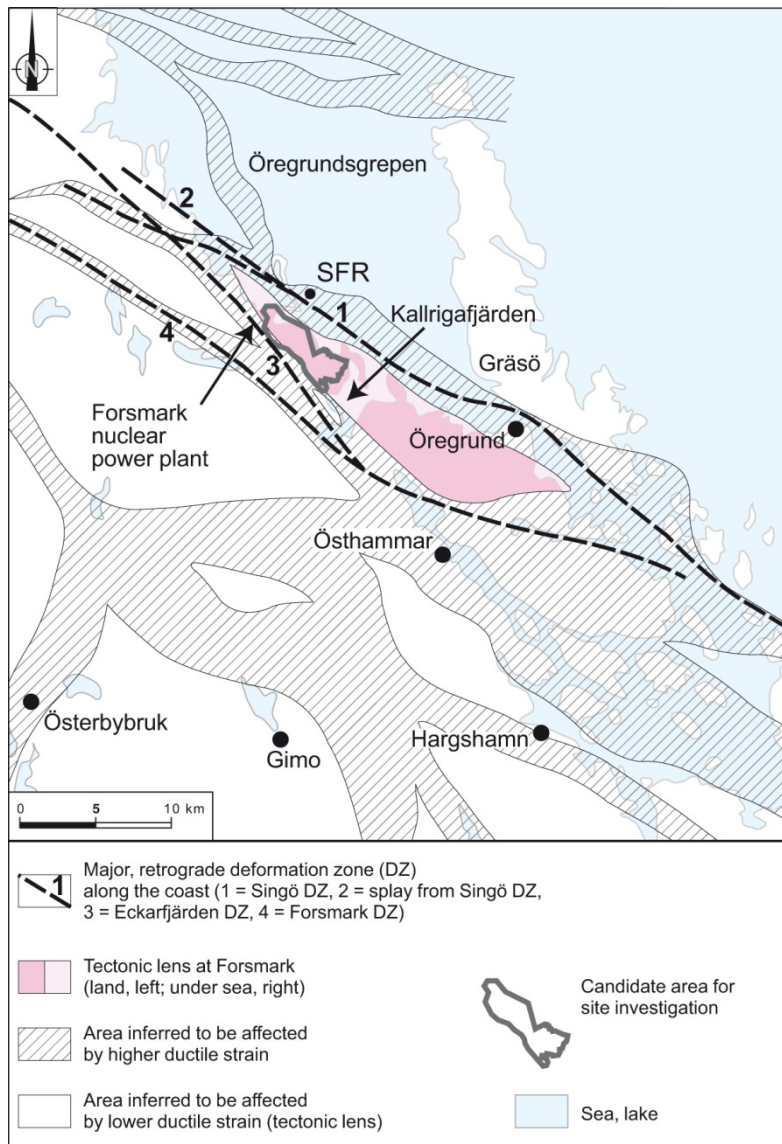 N
Öregrundsgrepen
2
SFR
1
Kallrigafjärden
4
3
Gräsö
Forsmark
nuclear
power plant
Öregrund
Östhammar
Österbybruk
Gimo
Hargshamn
0 5 10 km
1
Major, retrograde deformation zone (DZ)
along the coast (1 = Singö DZ, 2 = splay from Singö DZ,
3 = Eckarfjärden DZ, 4 = Forsmark DZ)
Tectonic lens at Forsmark
(land, left; under sea, right)
Area inferred to be affected
by higher ductile strain
Area inferred to be affected
by lower ductile strain (tectonic lens)
Candidate area for
site investigation
Sea, lake